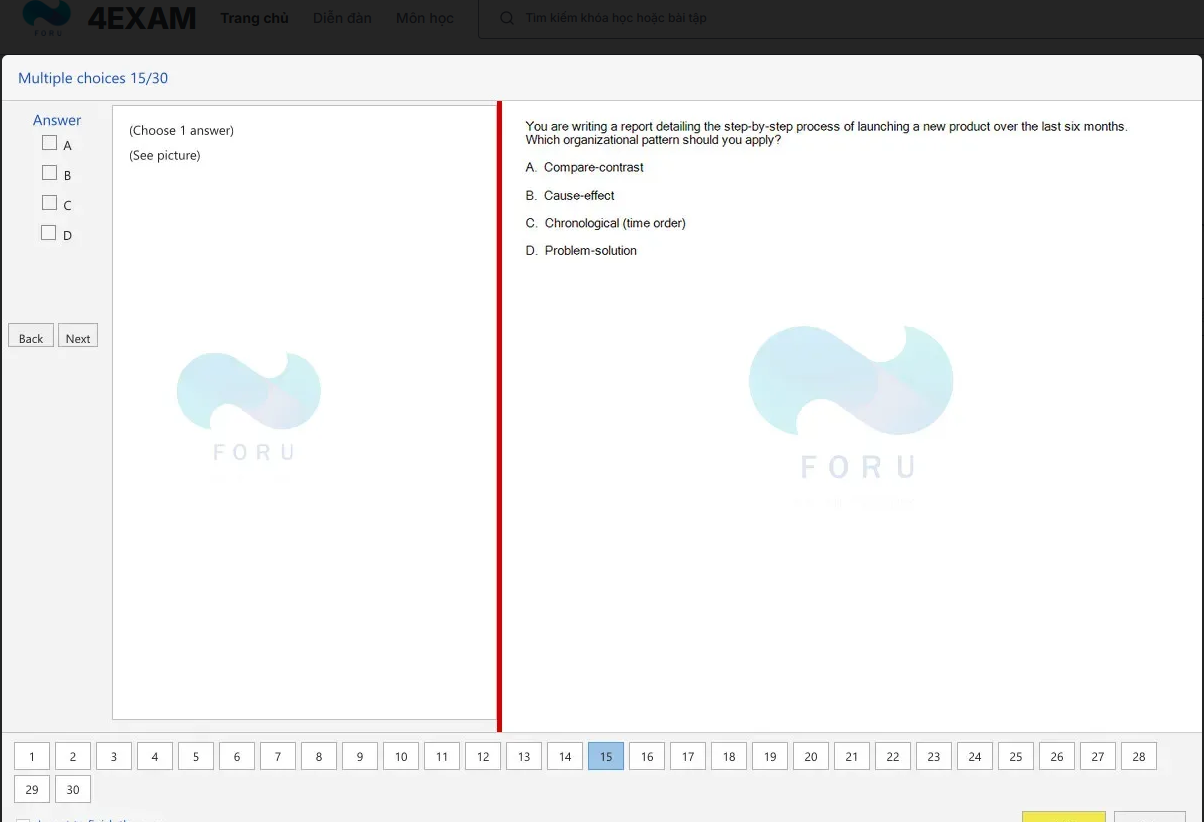 FORU
4EXAM
Trang chủ
Diễn đàn
Môn học
Tìm kiếm khóa học hoặc bài tập
Multiple choices 15/30
Answer
A
B
C
D
Back
Next
(Choose 1 answer)
(See picture)
FORU
You are writing a report detailing the step-by-step process of launching a new product over the last six months.
Which organizational pattern should you apply?
A. Compare-contrast
B. Cause-effect
C. Chronological (time order)
D. Problem-solution
FORU
1 2 3 4 5 6 7 8 9 10 11 12 13 14 15 16 17 18 19 20 21 22 23 24 25 26 27 28
29 30